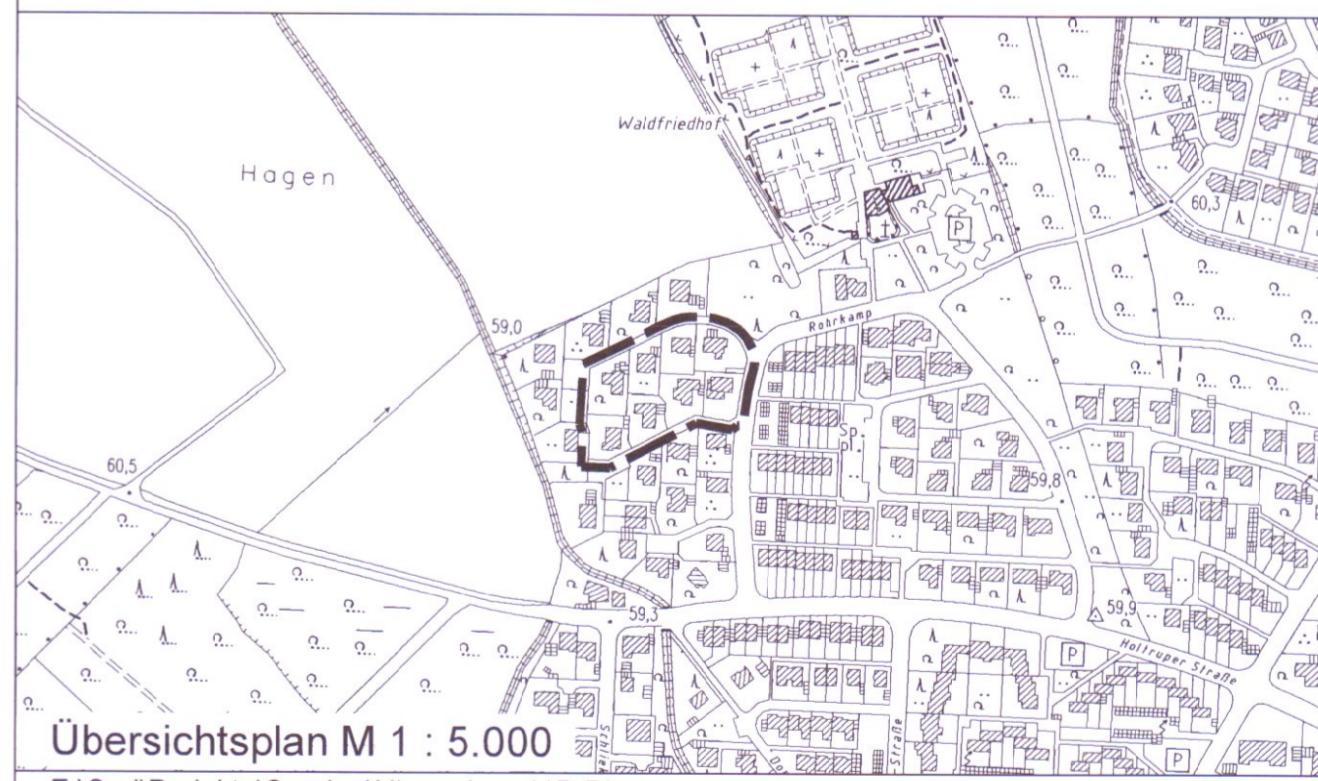 Waldfriedhof
Hagen
P
60,3
Rohrkamp
59,0
Sp.
Pl.
60,5
59,8
59,3
59,9
Holtruper Straße
P
-Straße
P
Übersichtsplan M 1 : 5.000